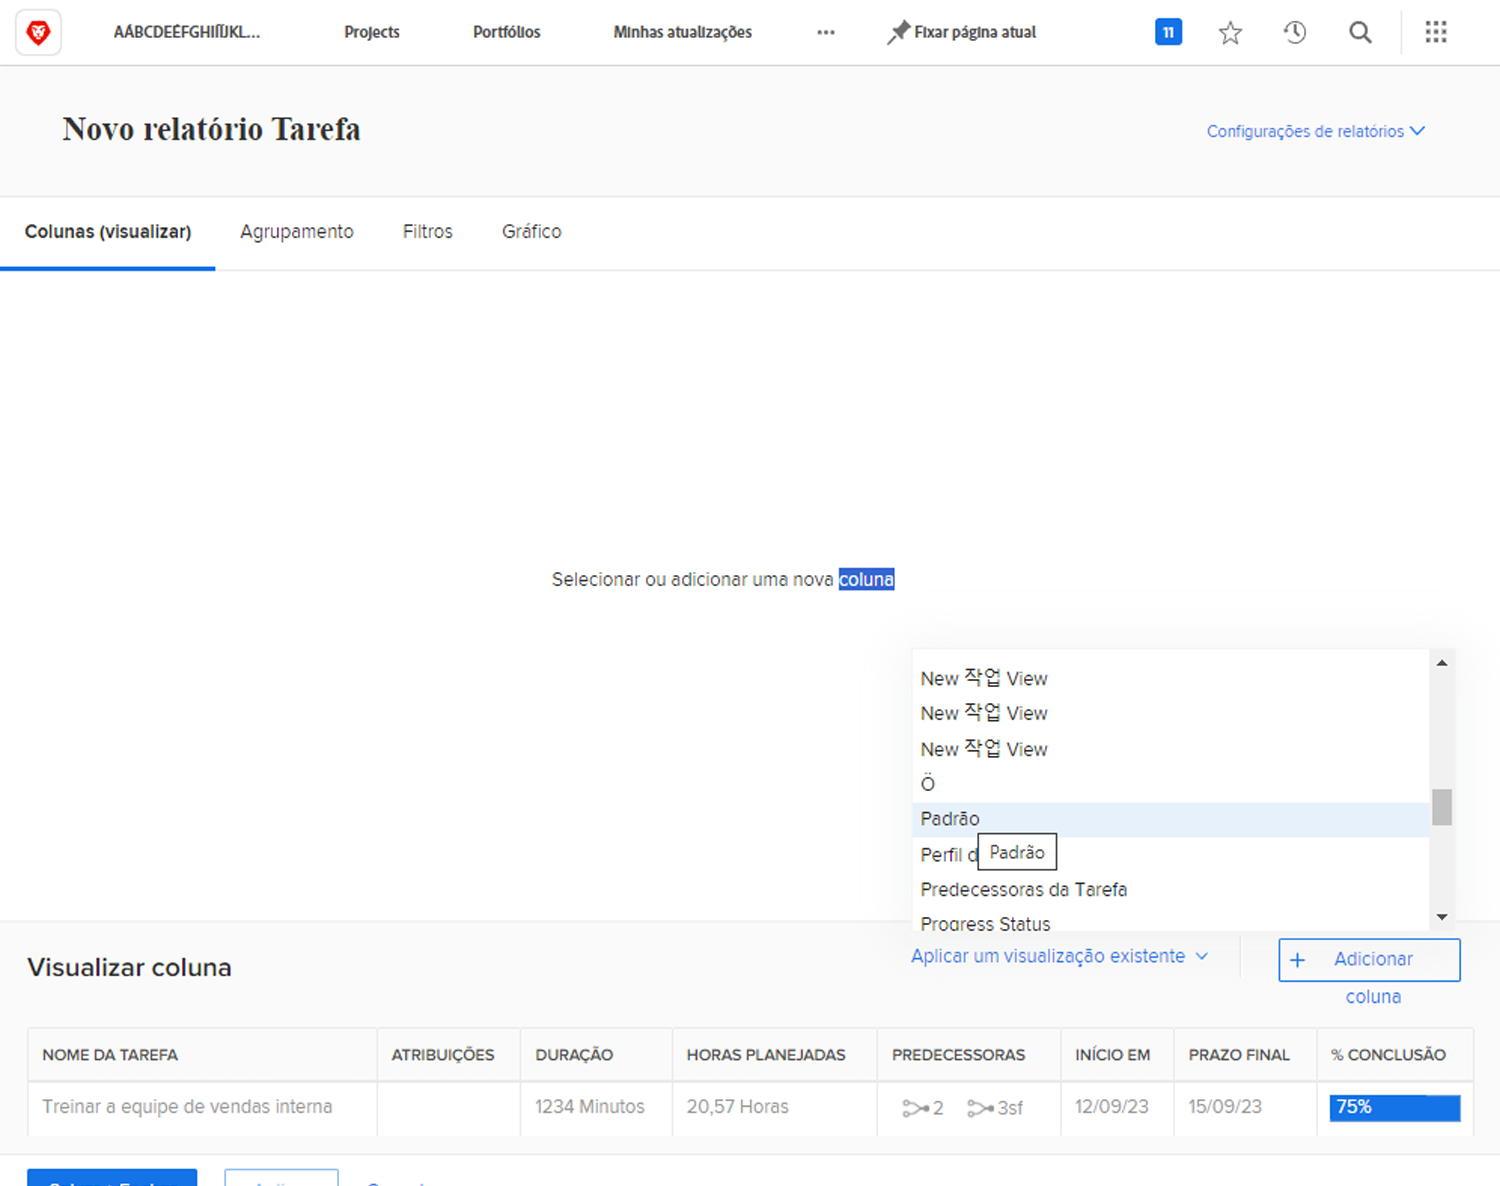 AÁBCDEÉFGHIÍĨJKL...
Projects
Portfólios
Minhas atualizações
Fixar página atual
11
Novo relatório Tarefa
Configurações de relatórios
Colunas (visualizar)
Agrupamento
Filtros
Gráfico
Selecionar ou adicionar uma nova coluna
New 작업 View
New 작업 View
New 작업 View
Ö
Padrão
Perfil d
Padrão
Predecessoras da Tarefa
Progress Status
Visualizar coluna
Aplicar um visualização existente
Adicionar
coluna
NOME DA TAREFA
ATRIBUIÇÕES
DURAÇÃO
HORAS PLANEJADAS
PREDECESSORAS
INÍCIO EM
PRAZO FINAL
% CONCLUSÃO
Treinar a equipe de vendas interna
1234 Minutos
20,57 Horas
2
3sf
12/09/23
15/09/23
75%